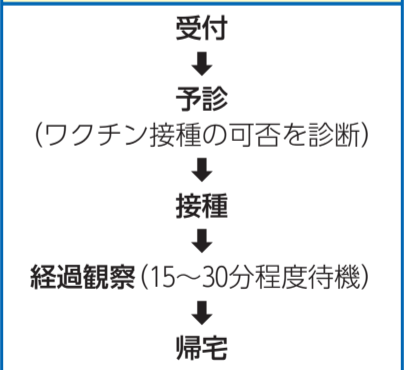 受付
⬇
予診
（ワクチン接種の可否を診断）
⬇
接種
⬇
経過観察（15～30分程度待機）
⬇
帰宅